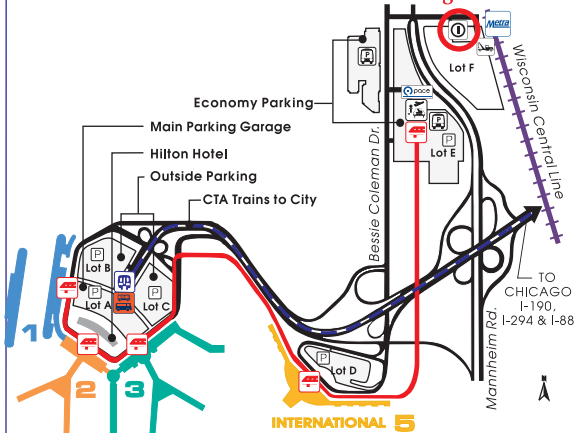 g
Metra
Lot F
Wisconsin Central Line
pace
Economy Parking
P
Lot E
Bessie Coleman Dr.
Main Parking Garage
Hilton Hotel
Outside Parking
CTA Trains to City
P
Lot B
P
Lot A
P
Lot C
1
2
3
P
Lot D
INTERNATIONAL 5
Mannheim Rd.
TO
CHICAGO
I-190,
I-294 & I-88
N